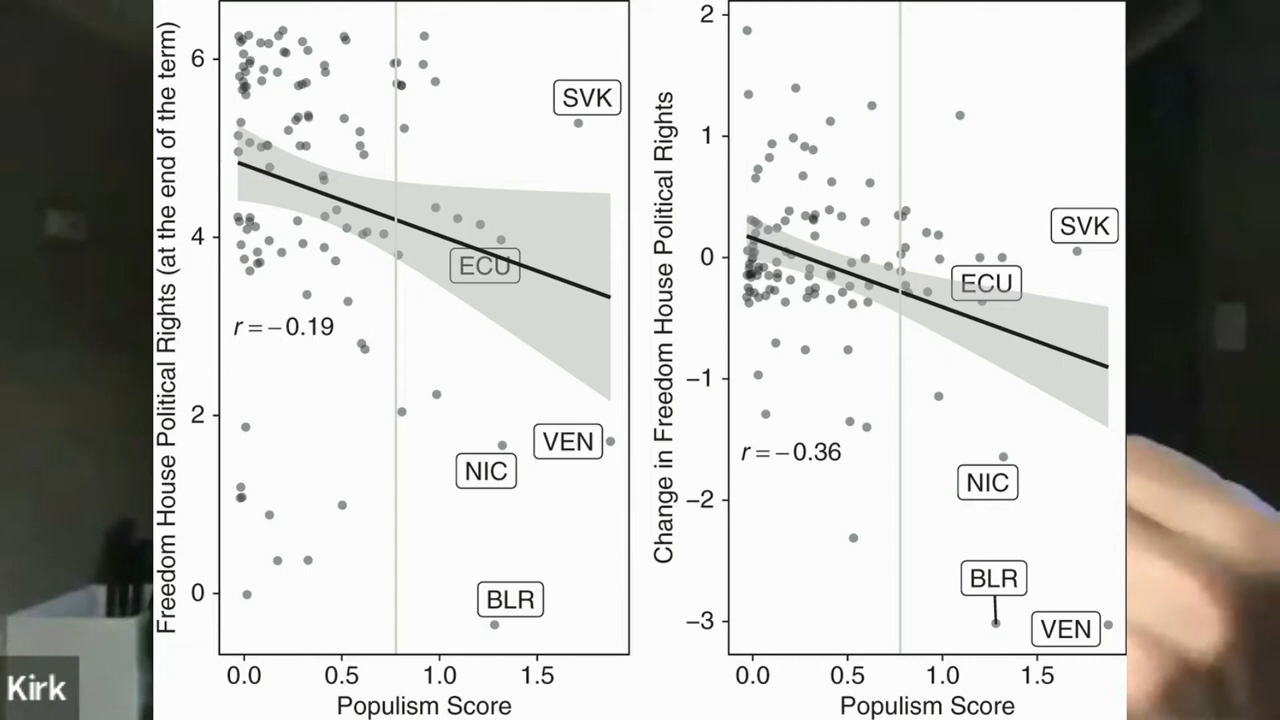 Freedom House Political Rights (at the end of the term)
6
4
2
0
SVK
ECU
r = −0.19
VEN
NIC
BLR
0.0 0.5 1.0 1.5
Populism Score
Change in Freedom House Political Rights
2
1
0
−1
−2
−3
SVK
ECU
r = −0.36
NIC
BLR
VEN
0.0 0.5 1.0 1.5
Populism Score
Kirk